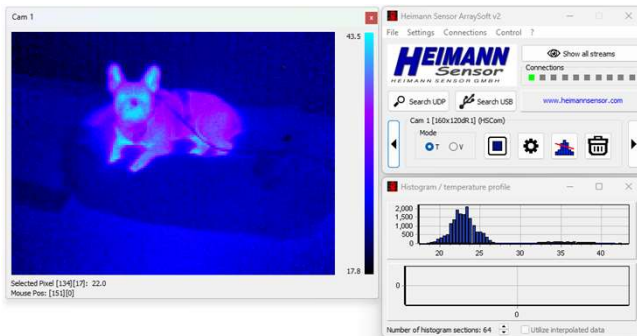 Cam 1
43.5
17.8
Selected Pixel [134][17]: 22.0
Mouse Pos: [151][0]
Heimann Sensor ArraySoft v2
File Settings Connections Control ?
HEIMANN
Sensor
HEIMANN SENSOR GMBH
Show all streams
Connections
Search UDP
Search USB
www.heimannsensor.com
Cam 1 [160x120dR1] (HSCom)
Mode
T V
Histogram / temperature profile
2,000
1,500
1,000
500
0
20 25 30 35 40
0
0
Number of histogram sections: 64
Utilize interpolated data